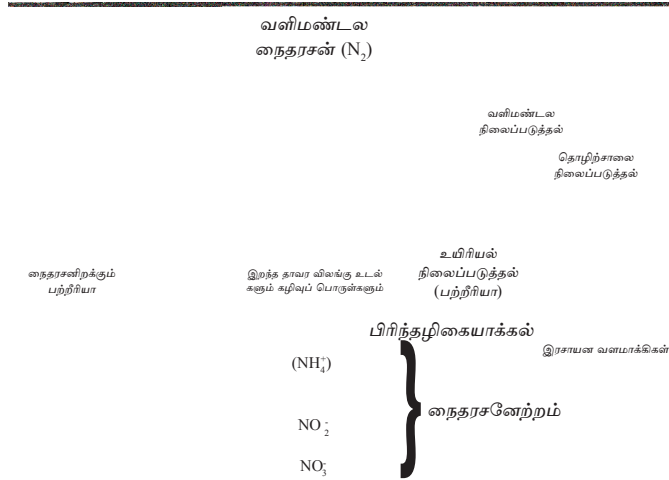 வளிமண்டல
நைதரசன் (N₂)
வளிமண்டல
நிலைப்படுத்தல்
தொழிற்சாலை
நிலைப்படுத்தல்
நைதரசனிறக்கும்
பற்றீரியா
இறந்த தாவர விலங்கு உடல்
களும் கழிவுப் பொருள்களும்
உயிரியல்
நிலைப்படுத்தல்
(பற்றீரியா)
பிரிந்தழிகையாக்கல்
இரசாயன வளமாக்கிகள்
(NH₄⁺)
நைதரசனேற்றம்
NO₂⁻
NO₃⁻